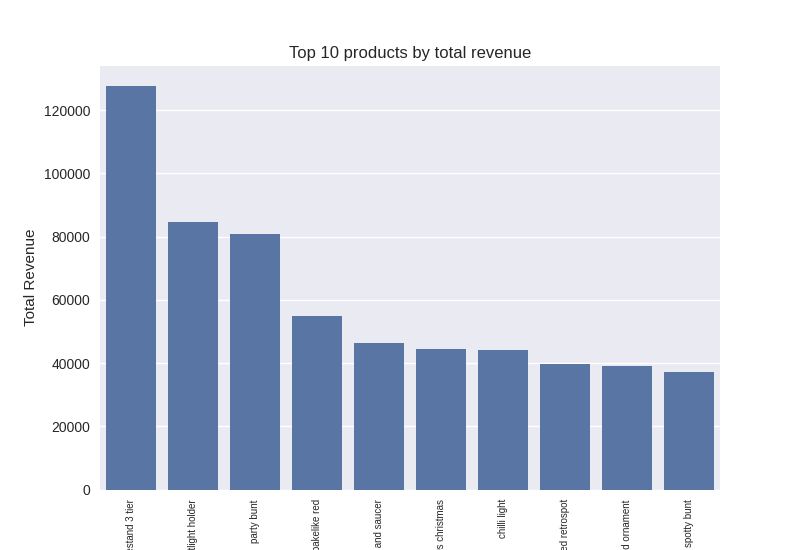 Top 10 products by total revenue
Total Revenue
120000
100000
80000
60000
40000
20000
0
estand 3 tier
tlight holder
party bunt
bakelike red
and saucer
s christmas
chilli light
ed retrospot
d ornament
spotty bunt